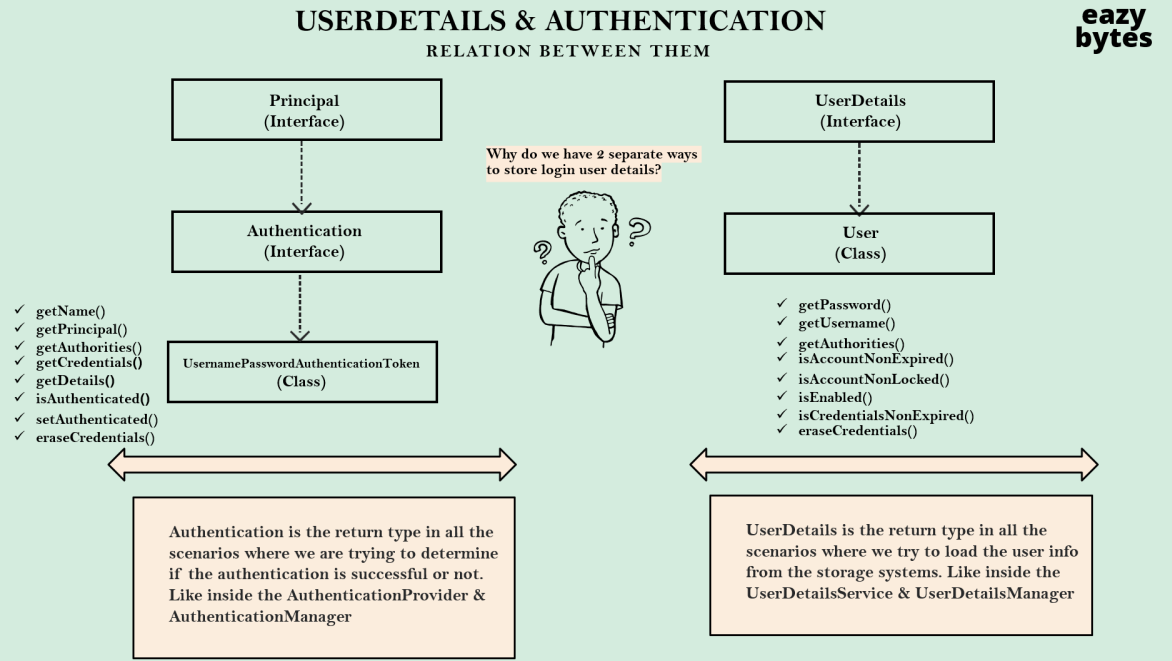 USERDETAILS & AUTHENTICATION
RELATION BETWEEN THEM
eazy
bytes
Principal
(Interface)
Authentication
(Interface)
UsernamePasswordAuthenticationToken
(Class)
✓ getName()
✓ getPrincipal()
✓ getAuthorities()
✓ getCredentials()
✓ getDetails()
✓ isAuthenticated()
✓ setAuthenticated()
✓ eraseCredentials()
Authentication is the return type in all the
scenarios where we are trying to determine
if the authentication is successful or not.
Like inside the AuthenticationProvider &
AuthenticationManager
Why do we have 2 separate ways
to store login user details?
? ?
UserDetails
(Interface)
User
(Class)
✓ getPassword()
✓ getUsername()
✓ getAuthorities()
✓ isAccountNonExpired()
✓ isAccountNonLocked()
✓ isEnabled()
✓ isCredentialsNonExpired()
✓ eraseCredentials()
UserDetails is the return type in all the
scenarios where we try to load the user info
from the storage systems. Like inside the
UserDetailsService & UserDetailsManager